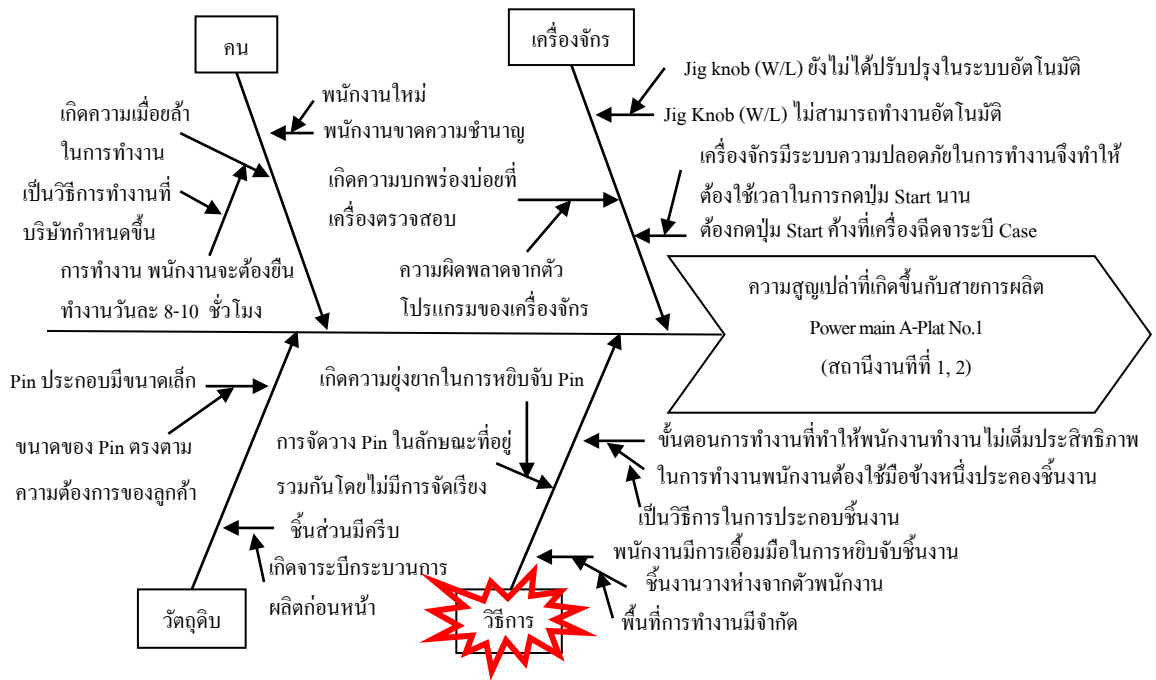 คน
เครื่องจักร
เกิดความเมื่อยล้า
ในการทำงาน
เป็นวิธีการทำงานที่
บริษัทกำหนดขึ้น
การทำงาน พนักงานจะต้องยืน
ทำงานวันละ 8-10 ชั่วโมง
พนักงานใหม่
พนักงานขาดความชำนาญ
เกิดความบกพร่องบ่อยที่
เครื่องตรวจสอบ
ความผิดพลาดจากตัว
โปรแกรมของเครื่องจักร
Jig knob (W/L) ยังไม่ได้ปรับปรุงในระบบอัตโนมัติ
Jig Knob (W/L) ไม่สามารถทำงานอัตโนมัติ
เครื่องจักรมีระบบความปลอดภัยในการทำงานจึงทำให้
ต้องใช้เวลาในการกดปุ่ม Start นาน
ต้องกดปุ่ม Start ค้างที่เครื่องฉีดจาระบี Case
ความสูญเปล่าที่เกิดขึ้นกับสายการผลิต
Power main A-Plat No.1
(สถานีงานทีที่ 1, 2)
Pin ประกอบมีขนาดเล็ก
ขนาดของ Pin ตรงตาม
ความต้องการของลูกค้า
ชิ้นส่วนมีครีบ
เกิดจาระบีกระบวนการ
ผลิตก่อนหน้า
วัตถุดิบ
เกิดความยุ่งยากในการหยิบจับ Pin
การจัดวาง Pin ในลักษณะที่อยู่
รวมกันโดยไม่มีการจัดเรียง
ขั้นตอนการทำงานที่ทำให้พนักงานทำงานไม่เต็มประสิทธิภาพ
ในการทำงานพนักงานต้องใช้มือข้างหนึ่งประคองชิ้นงาน
เป็นวิธีการในการประกอบชิ้นงาน
พนักงานมีการเอื้อมมือในการหยิบจับชิ้นงาน
ชิ้นงานวางห่างจากตัวพนักงาน
พื้นที่การทำงานมีจำกัด
วิธีการ